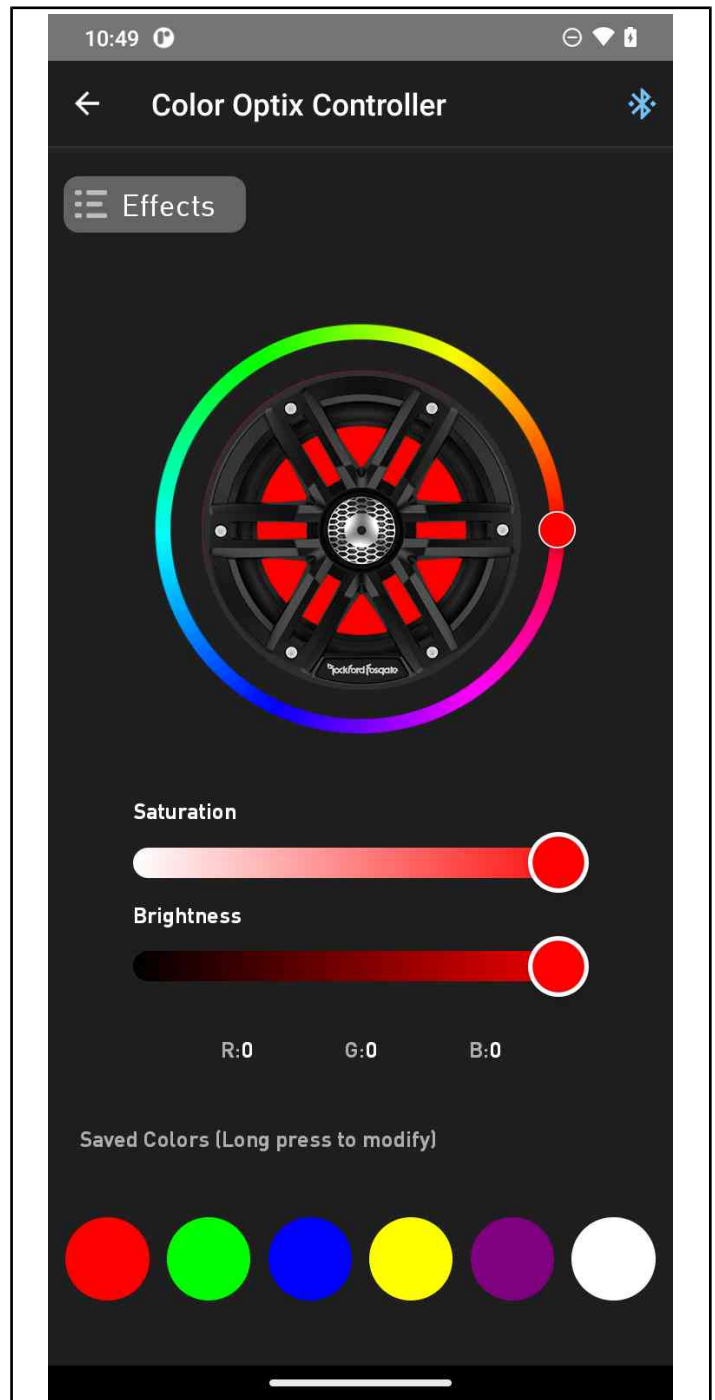 10:49
Color Optix Controller
Effects
Rockford Fosgate
Saturation
Brightness
R:0 G:0 B:0
Saved Colors (Long press to modify)